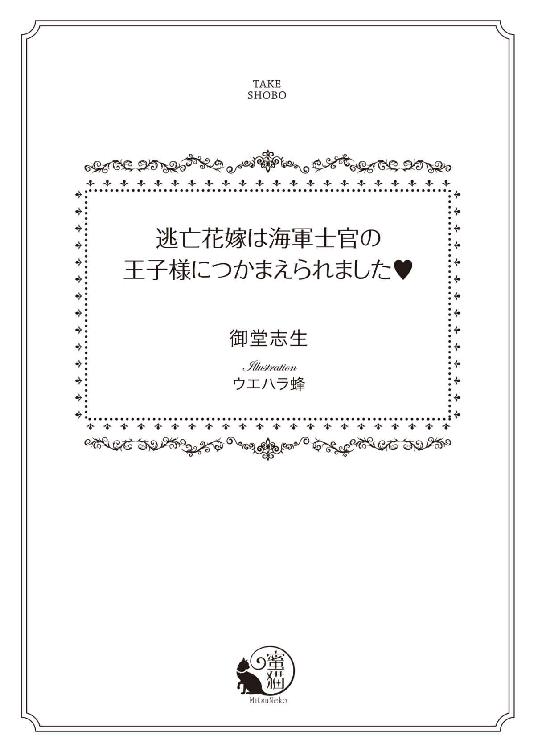 TAKE
SHOBO
逃亡花嫁は海軍士官の
王子様につかまえられました♥
御堂志生
Illustration
ウエハラ蜂
蜜猫
MitsuNeko